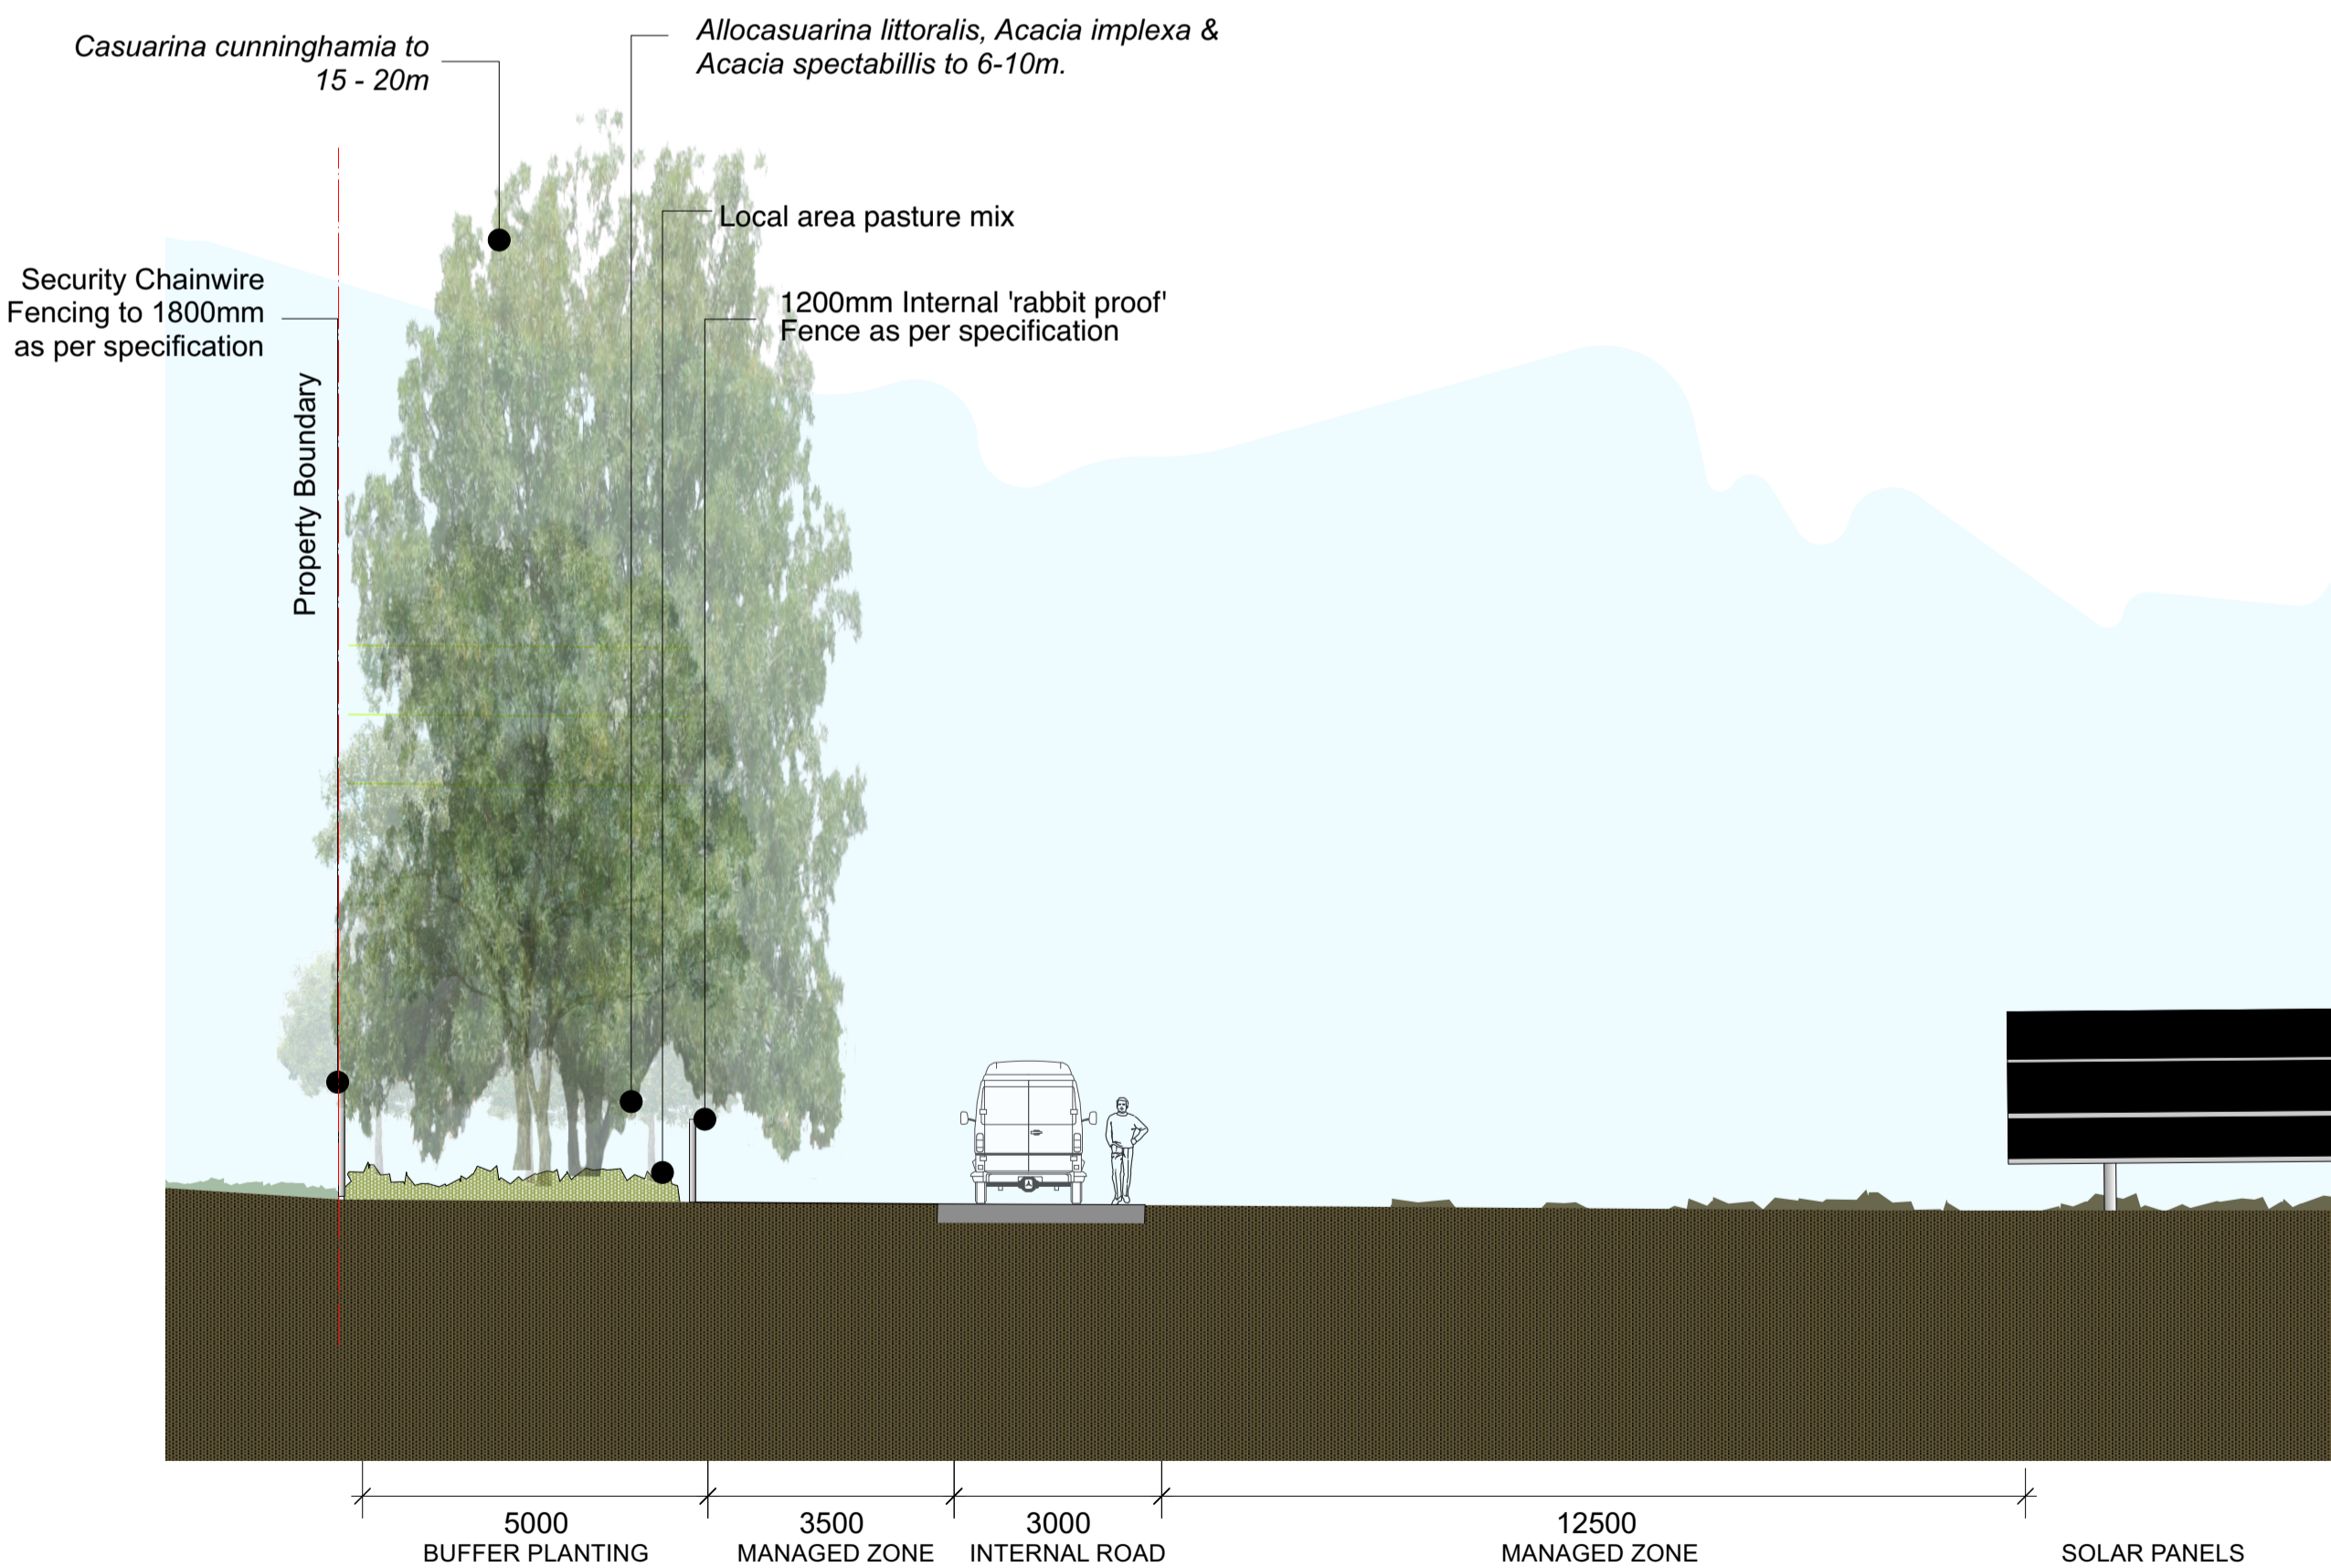 Casuarina cunninghamia to
15 - 20m
Allocasuarina littoralis, Acacia implexa &
Acacia spectabillis to 6-10m.
Local area pasture mix
Security Chainwire
Fencing to 1800mm
as per specification
1200mm Internal 'rabbit proof'
Fence as per specification
Property Boundary
5000
BUFFER PLANTING
3500
MANAGED ZONE
3000
INTERNAL ROAD
12500
MANAGED ZONE
SOLAR PANELS